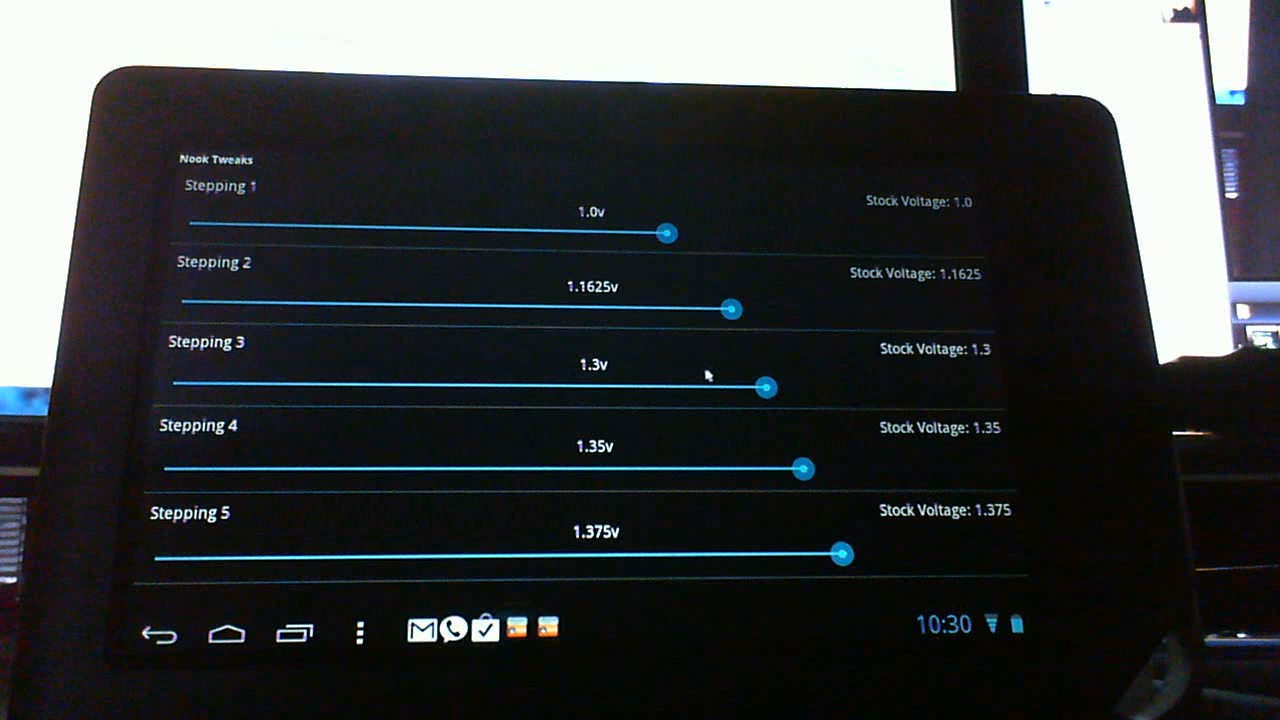 Nook Tweaks
Stepping 1
1.0v
Stock Voltage: 1.0
Stepping 2
1.1625v
Stock Voltage: 1.1625
Stepping 3
1.3v
Stock Voltage: 1.3
Stepping 4
1.35v
Stock Voltage: 1.35
Stepping 5
1.375v
Stock Voltage: 1.375
10:30